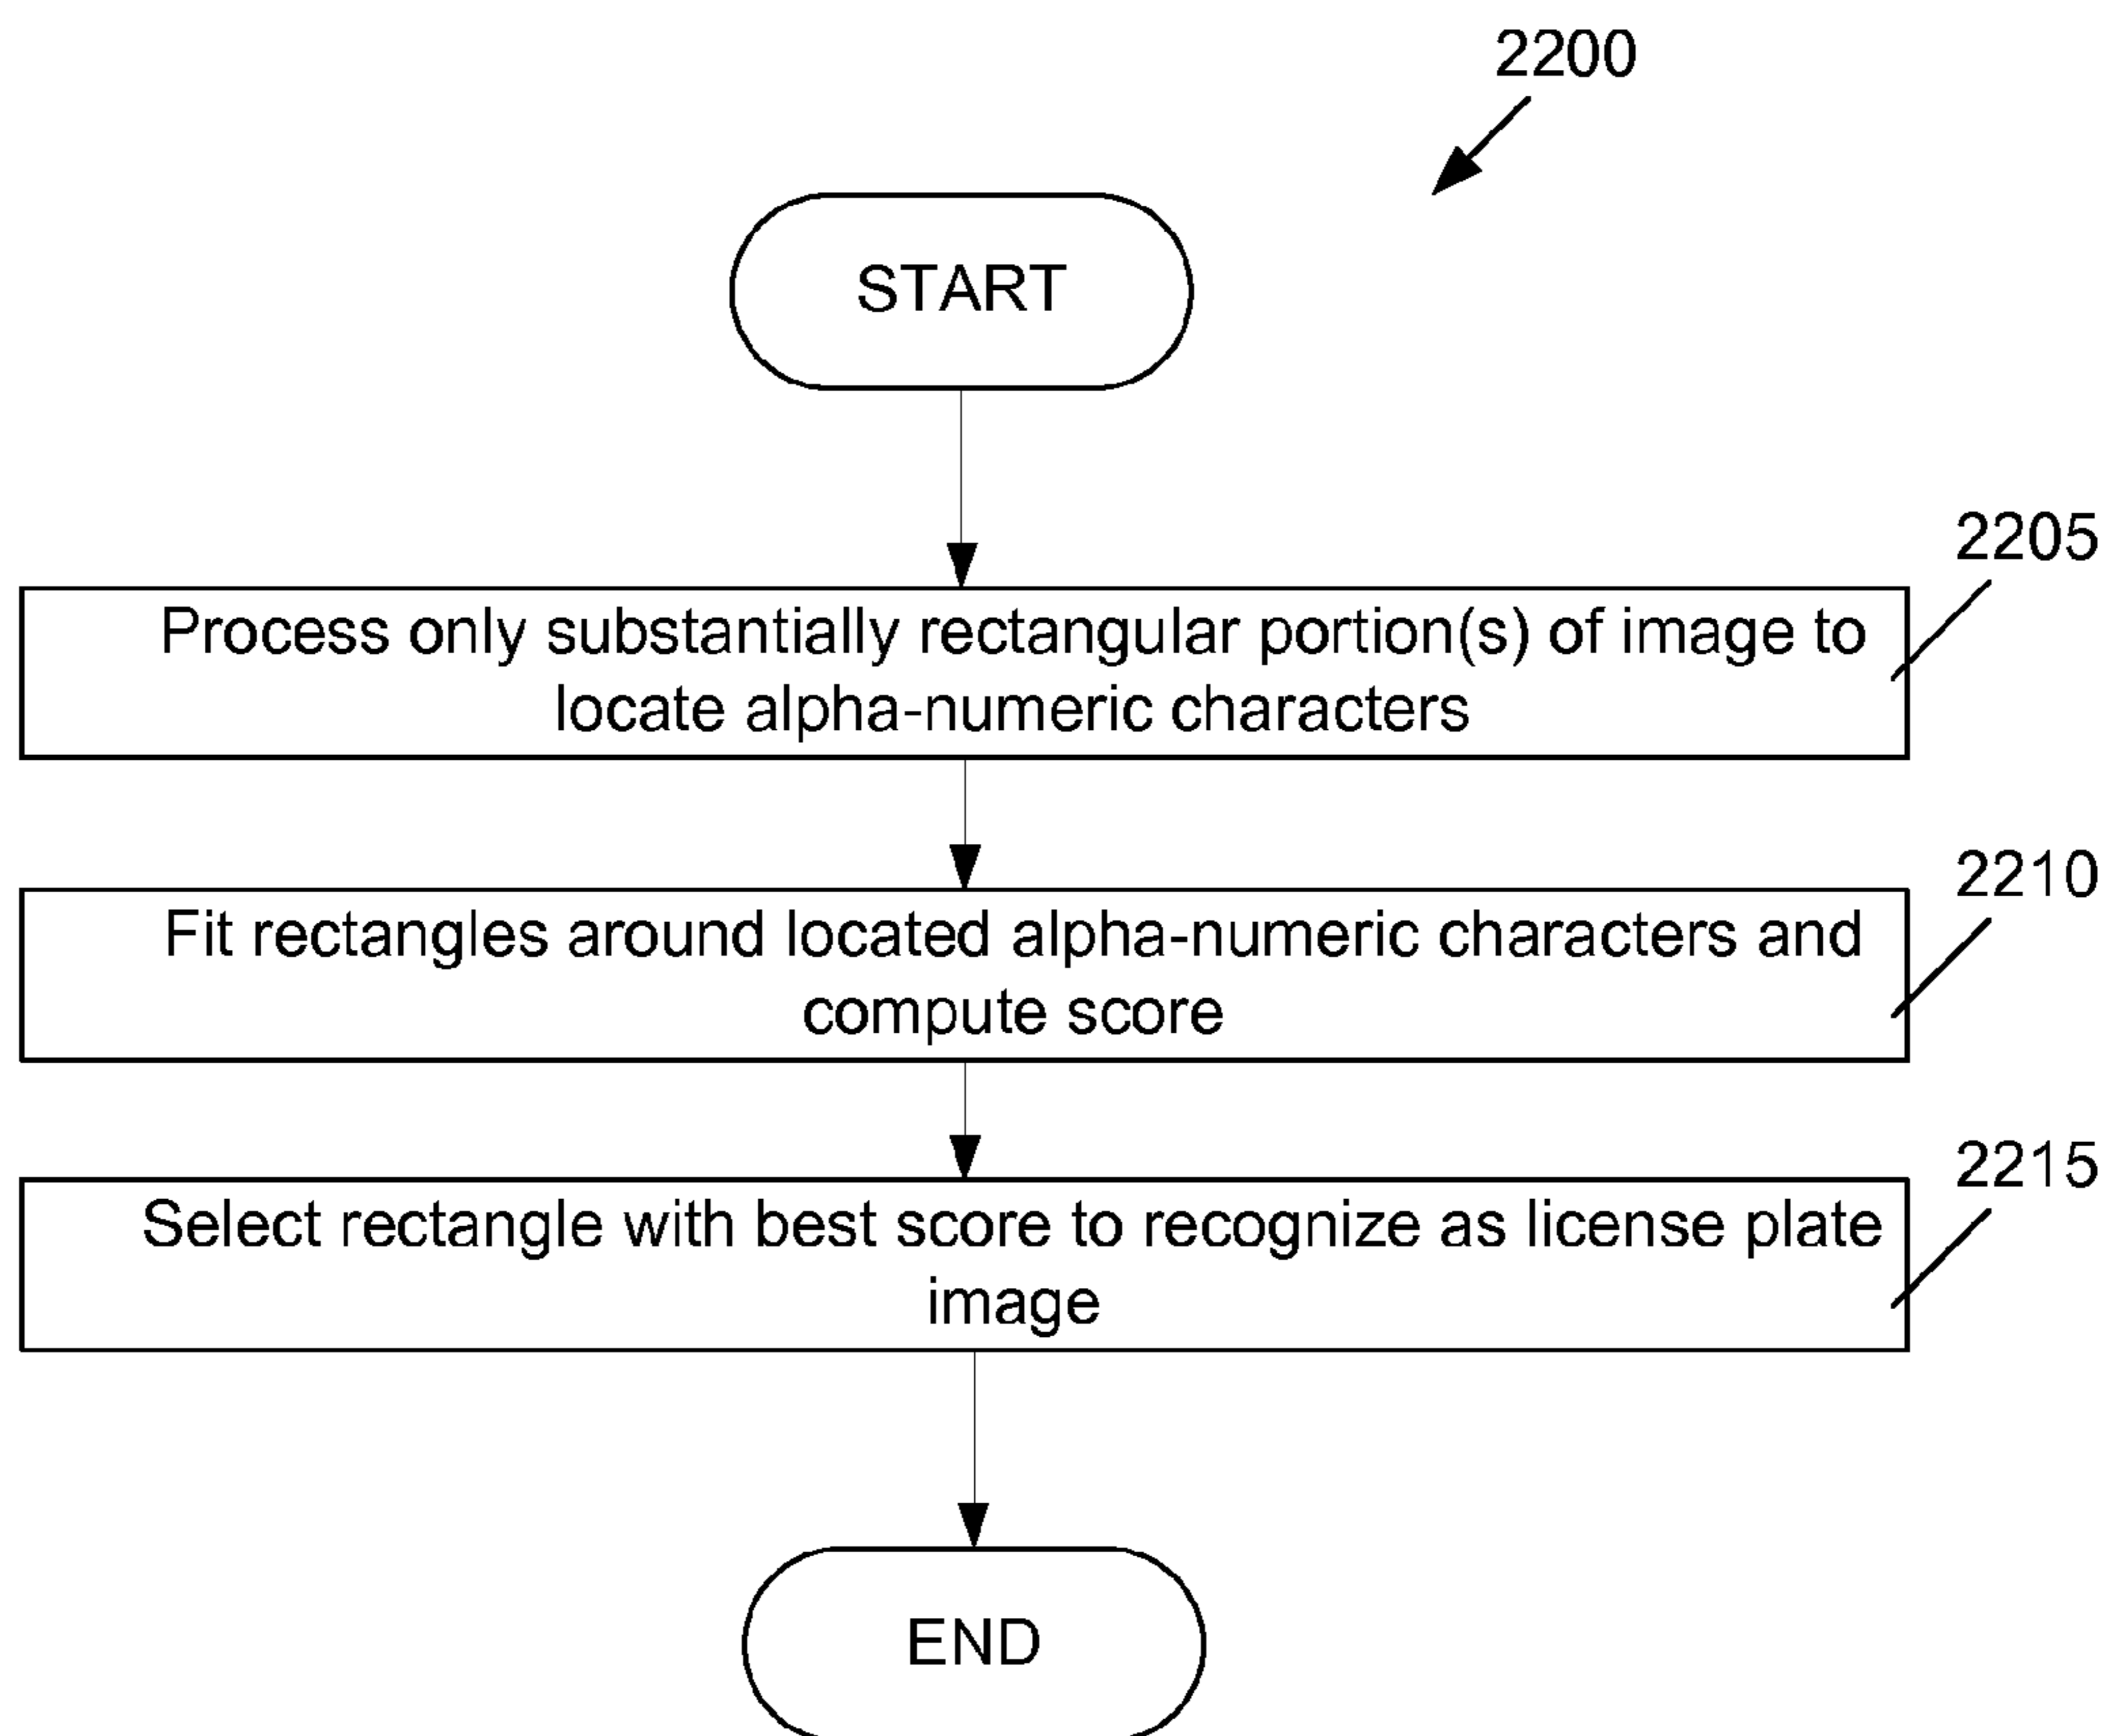 2200
START
2205
Process only substantially rectangular portion(s) of image to
locate alpha-numeric characters
2210
Fit rectangles around located alpha-numeric characters and
compute score
2215
Select rectangle with best score to recognize as license plate
image
END